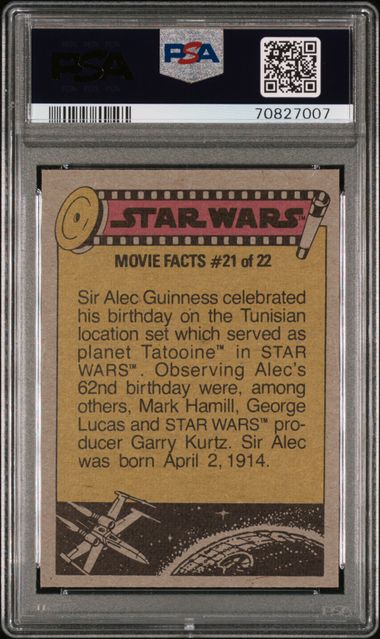 PSA
PSA
70827007
STAR WARS™
MOVIE FACTS #21 of 22
Sir Alec Guinness celebrated
his birthday on the Tunisian
location set which served as
planet Tatooine™ in STAR
WARS™. Observing Alec's
62nd birthday were, among
others, Mark Hamill, George
Lucas and STAR WARS™ pro-
ducer Garry Kurtz. Sir Alec
was born April 2, 1914.